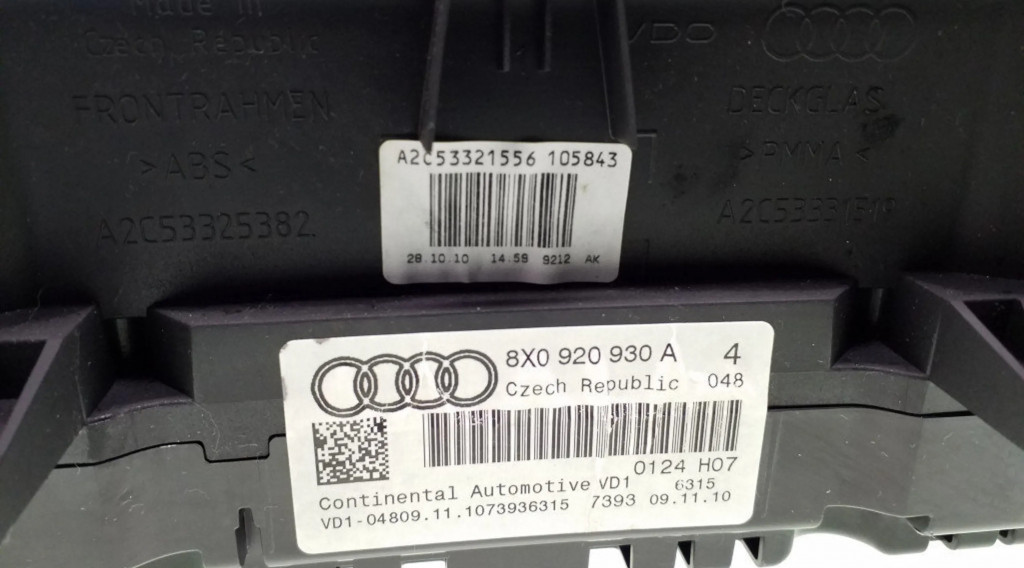 Made in
Czech Republic
VDO
FRONTRAHMEN
>ABS<
A2C53325382
DECKGLAS
>PMMA<
A2C53321556 105843
28.10.10 14.58 9212 AK
8X0 920 930 A 4
Czech Republic 048
0124 H07
Continental Automotive VD1 6315
VD1-04809.11.1073936315 7393 09.11.10